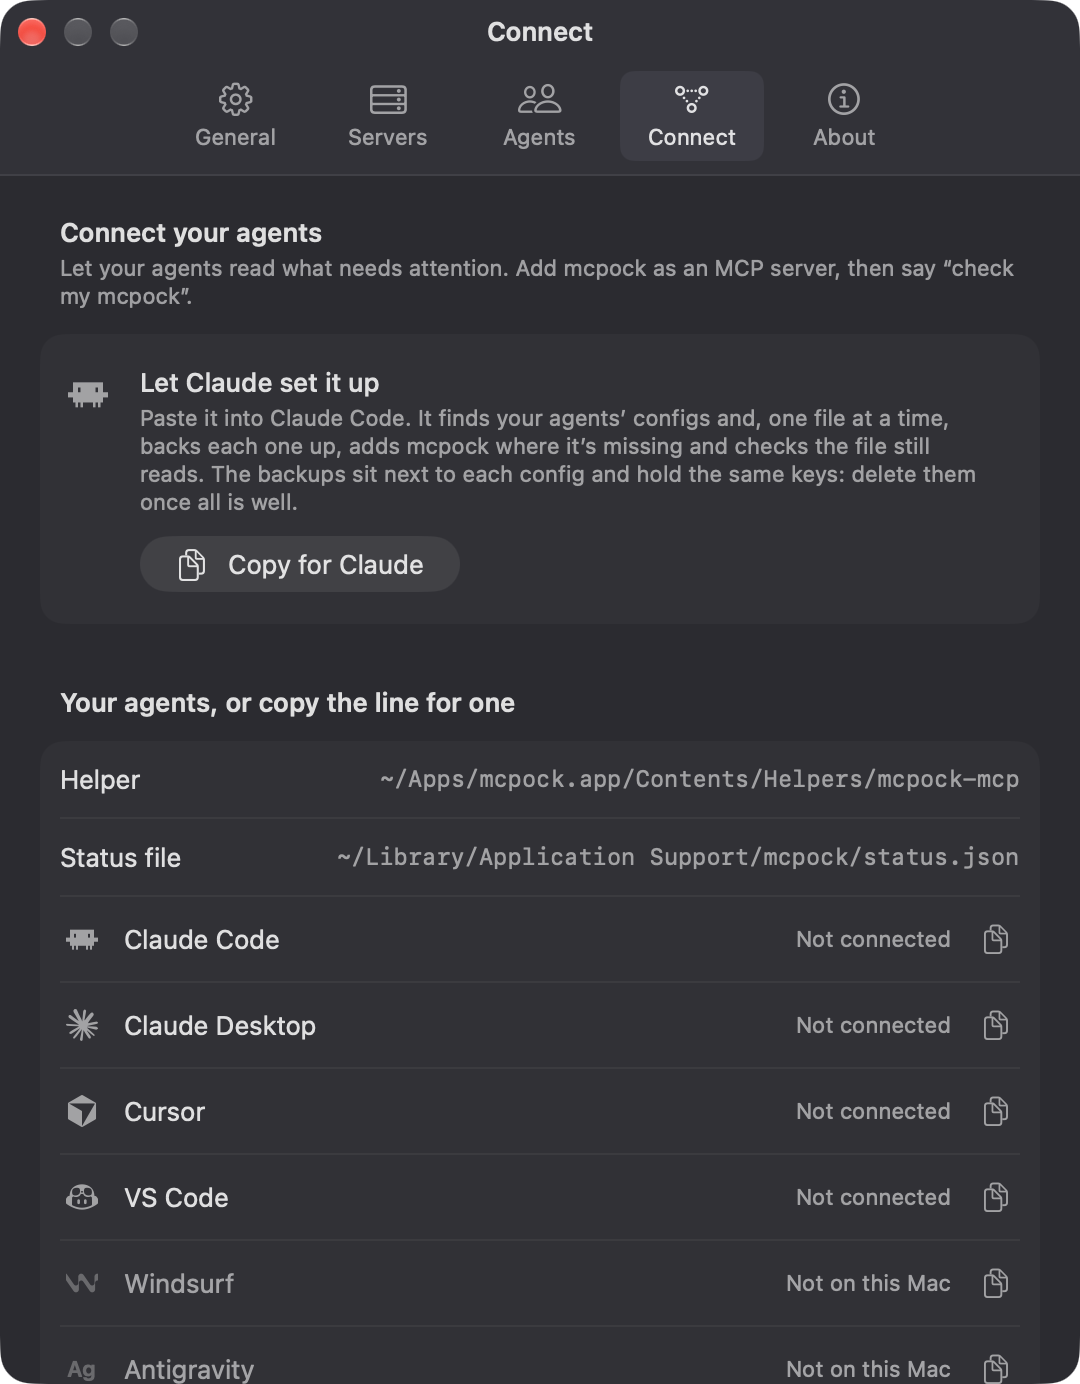 Connect
General
Servers
Agents
Connect
About
Connect your agents
Let your agents read what needs attention. Add mcpock as an MCP server, then say “check
my mcpock”.
Let Claude set it up
Paste it into Claude Code. It finds your agents’ configs and, one file at a time,
backs each one up, adds mcpock where it’s missing and checks the file still
reads. The backups sit next to each config and hold the same keys: delete them
once all is well.
Copy for Claude
Your agents, or copy the line for one
Helper ~/Apps/mcpock.app/Contents/Helpers/mcpock-mcp
Status file ~/Library/Application Support/mcpock/status.json
Claude Code Not connected
Claude Desktop Not connected
Cursor Not connected
VS Code Not connected
Windsurf Not on this Mac
Ag Antigravity Not on this Mac